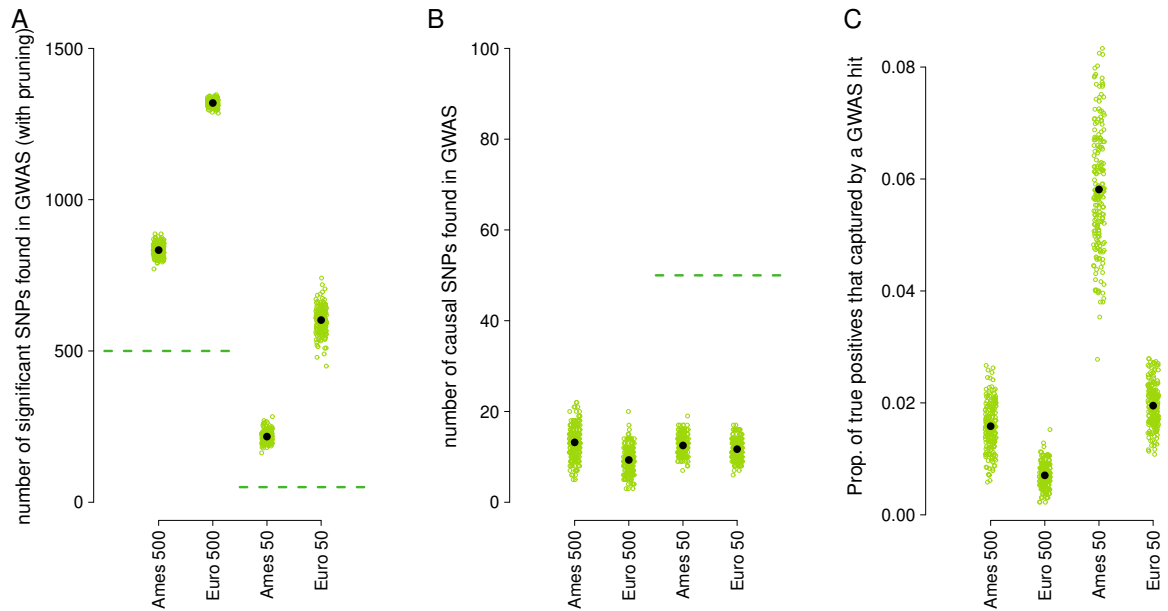 A
number of significant SNPs found in GWAS (with pruning)
1500
1000
500
0
Ames 500
Euro 500
Ames 50
Euro 50
B
number of causal SNPs found in GWAS
100
80
60
40
20
0
Ames 500
Euro 500
Ames 50
Euro 50
C
Prop. of true positives that captured by a GWAS hit
0.08
0.06
0.04
0.02
0.00
Ames 500
Euro 500
Ames 50
Euro 50